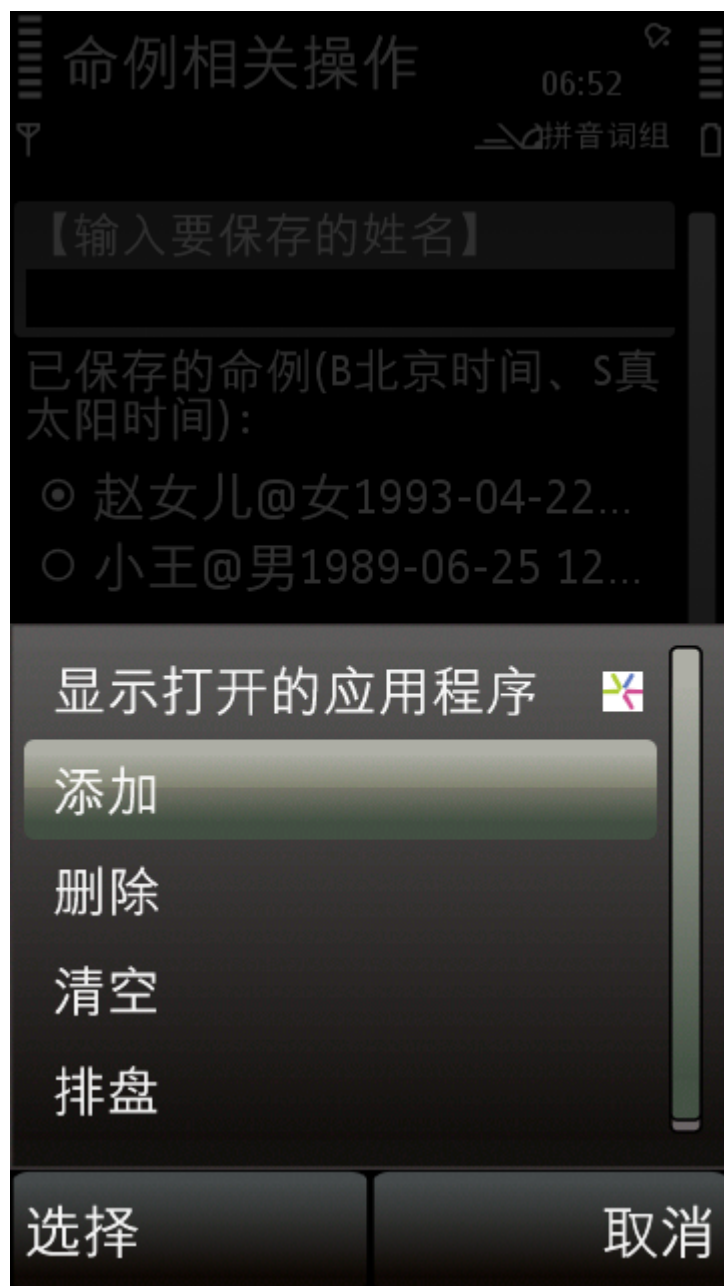 命例相关操作
06:52
拼音词组
【输入要保存的姓名】
已保存的命例(B北京时间、S真
太阳时间):
赵女儿@女1993-04-22...
小王@男1989-06-25 12...
显示打开的应用程序
添加
删除
清空
排盘
选择
取消